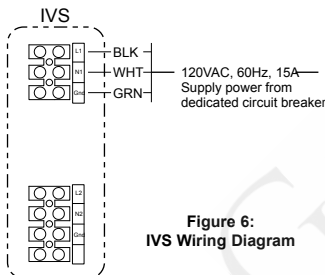 IVS
L1
BLK
N1
WHT
Gnd
GRN
120VAC, 60Hz, 15A
Supply power from
dedicated circuit breaker
L2
N2
Gnd
Figure 6:
IVS Wiring Diagram